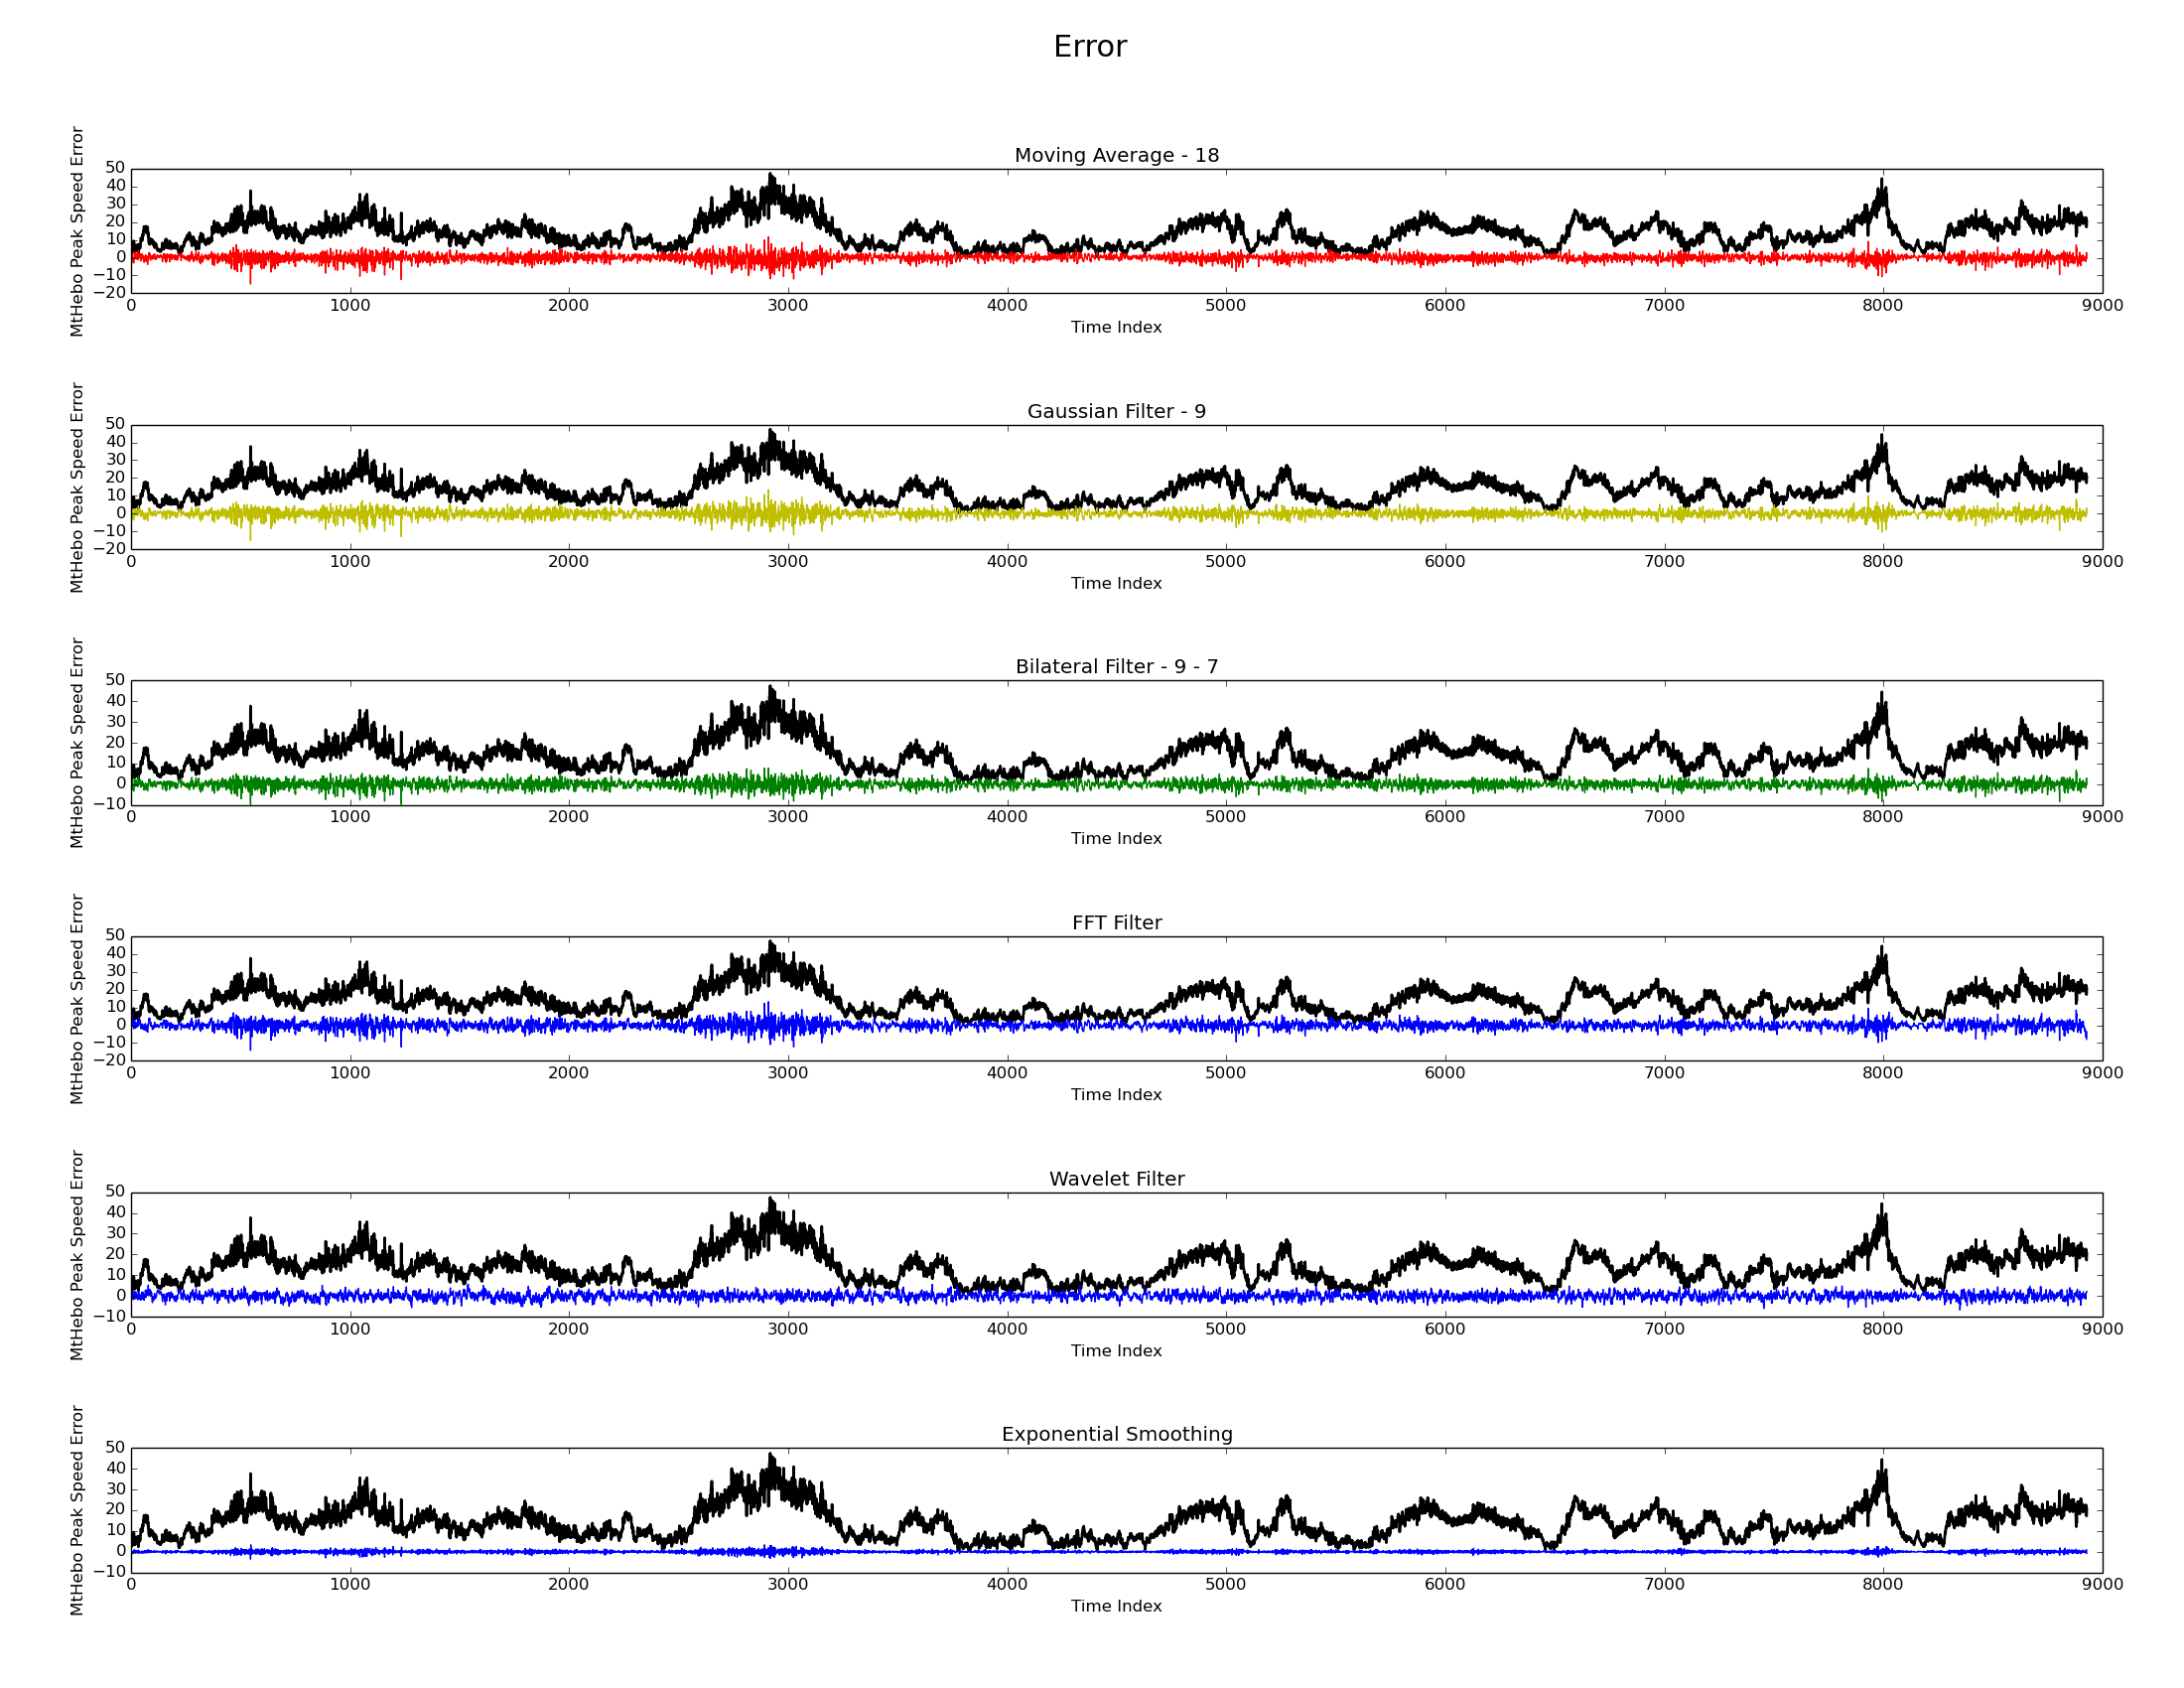 Error
Moving Average - 18
MtHebo Peak Speed Error
50
40
30
20
10
0
−10
−20
0 1000 2000 3000 4000 5000 6000 7000 8000 9000
Time Index
Gaussian Filter - 9
MtHebo Peak Speed Error
50
40
30
20
10
0
−10
−20
0 1000 2000 3000 4000 5000 6000 7000 8000 9000
Time Index
Bilateral Filter - 9 - 7
MtHebo Peak Speed Error
50
40
30
20
10
0
−10
0 1000 2000 3000 4000 5000 6000 7000 8000 9000
Time Index
FFT Filter
MtHebo Peak Speed Error
50
40
30
20
10
0
−10
−20
0 1000 2000 3000 4000 5000 6000 7000 8000 9000
Time Index
Wavelet Filter
MtHebo Peak Speed Error
50
40
30
20
10
0
−10
0 1000 2000 3000 4000 5000 6000 7000 8000 9000
Time Index
Exponential Smoothing
MtHebo Peak Speed Error
50
40
30
20
10
0
−10
0 1000 2000 3000 4000 5000 6000 7000 8000 9000
Time Index